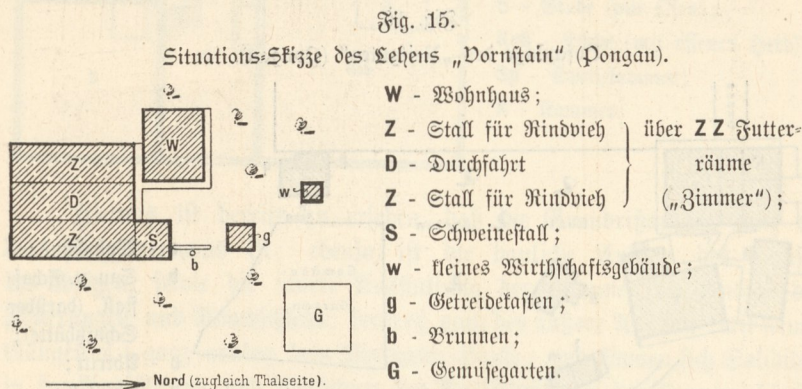 Fig. 15.
Situations-Skizze des Lehens „Vornstain“ (Pongau).
W
Z
D
Z
S
b
w
g
G
W - Wohnhaus;
Z - Stall für Rindvieh
D - Durchfahrt
Z - Stall für Rindvieh
über Z Z Futter-
räume
(„Zimmer“);
S - Schweinestall;
w - kleines Wirthschaftsgebäude;
g - Getreidekasten;
b - Brunnen;
G - Gemüsegarten.
Nord (zugleich Thalseite).